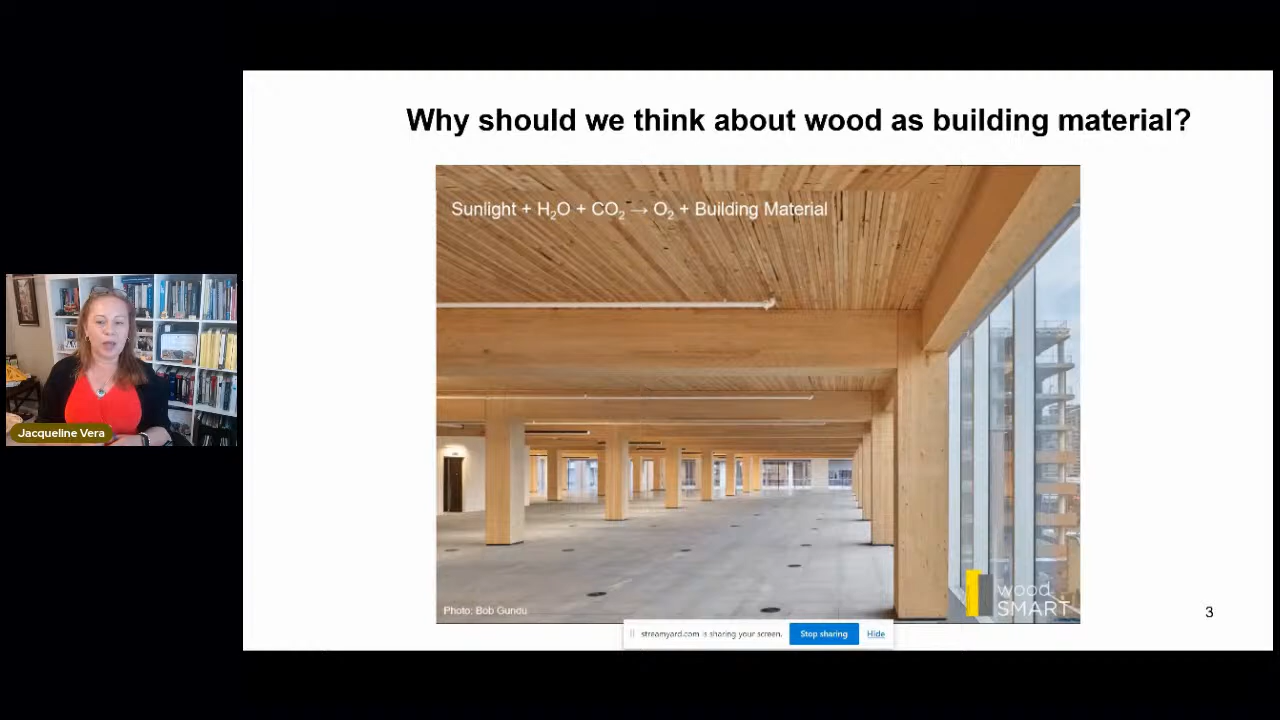 Why should we think about wood as building material?
Sunlight + H₂O + CO₂ → O₂ + Building Material
Jacqueline Vera
wood
SMART
Photo: Bob Gundu
3
streamyard.com is sharing your screen.
Stop sharing
Hide